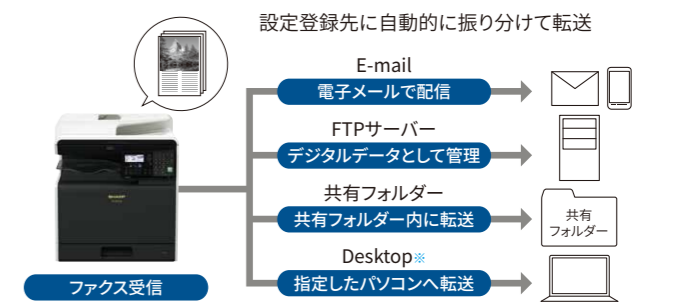 設定登録先に自動的に振り分けて転送
E-mail
電子メールで配信
FTPサーバー
デジタルデータとして管理
共有フォルダー
共有フォルダー内に転送
共有
フォルダー
Desktop※
指定したパソコンへ転送
ファクス受信
SHARP